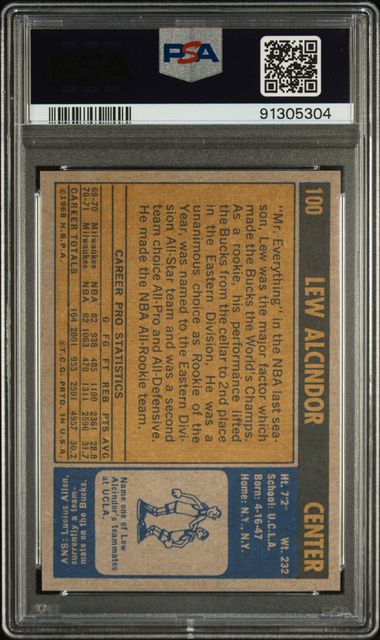 PSA
91305304
100 LEW ALCINDOR CENTER
"Mr. Everything" in the NBA last sea-
son, Lew was the major factor which
made the Bucks the World's Champs.
As a rookie, his performance lifted
the Bucks from the cellar to 2nd place
in the Eastern Division. He was a
unanimous choice as Rookie of the
Year, was named to the Eastern Divi-
sion All-Star team and was a second
team choice All-Pro and All-Defensive.
He made the NBA All-Rookie team.
CAREER PRO STATISTICS
G FG FT REB PTS AVG
69-70 Milwaukee NBA 82 938 485 1190 2361 28.8
70-71 Milwaukee NBA 82 1063 470 1311 2596 31.7
CAREER TOTALS 164 2001 955 2501 4957 30.2
©1968 N.B.P.A. ©T.C.G. PRTD. IN U.S.A.
Ht. 7'2" Wt. 232
School: U.C.L.A.
Born: 4-16-47
Home: N.Y., N.Y.
Name one of Lew
Alcindor's teammates
at UCLA.
ANS: Lucius Allen,
currently a team-
mate on the Bucks.